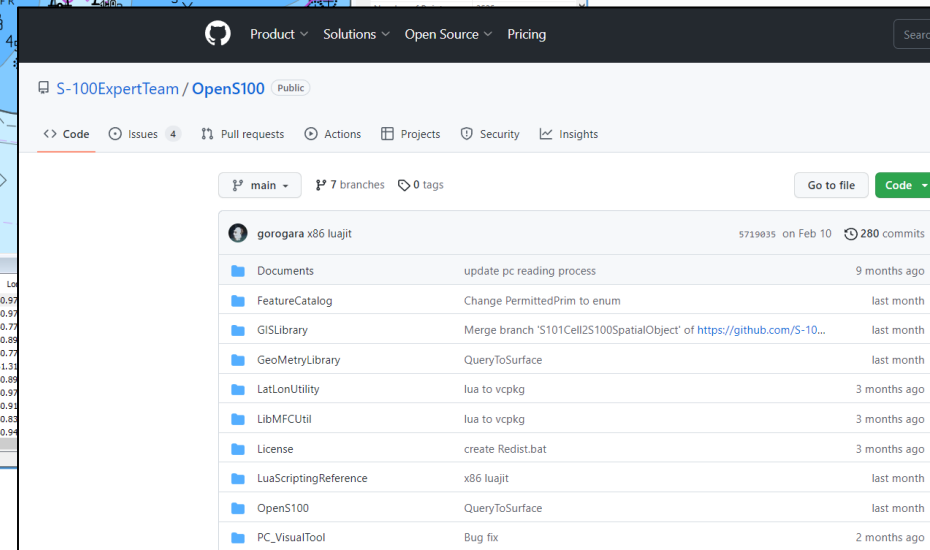 Product Solutions Open Source Pricing
S-100ExpertTeam / OpenS100 Public
Code Issues 4 Pull requests Actions Projects Security Insights
main 7 branches 0 tags Go to file Code
gorogara x86 luajit 5719035 on Feb 10 280 commits
Documents update pc reading process 9 months ago
FeatureCatalog Change PermittedPrim to enum last month
GISLibrary Merge branch 'S101Cell2S100SpatialObject' of https://github.com/S-10... last month
GeoMetryLibrary QueryToSurface last month
LatLonUtility lua to vcpkg 3 months ago
LibMFCUtil lua to vcpkg 3 months ago
License create Redist.bat 3 months ago
LuaScriptingReference x86 luajit last month
OpenS100 QueryToSurface last month
PC_VisualTool Bug fix 2 months ago